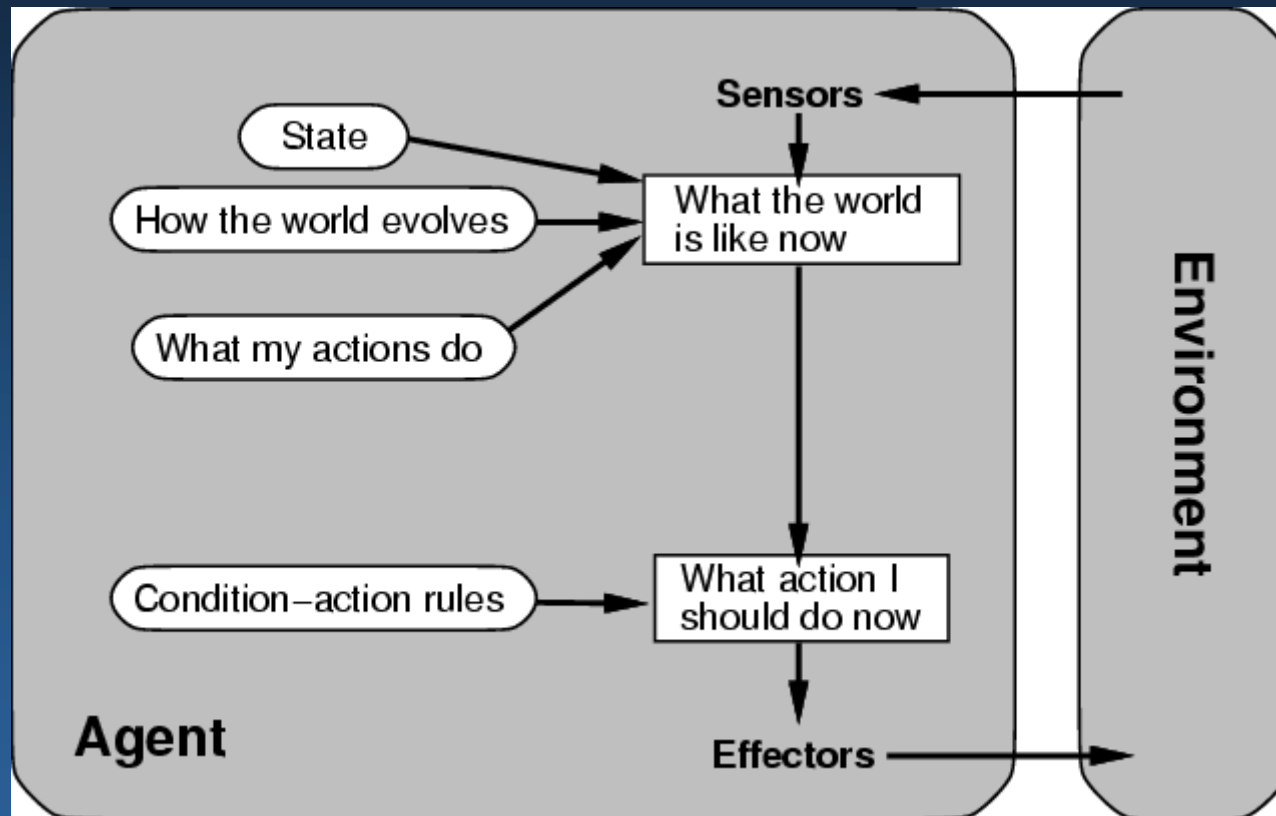 Sensors
State
What the world
is like now
How the world evolves
What my actions do
Environment
Condition−action rules
What action I
should do now
Agent
Effectors